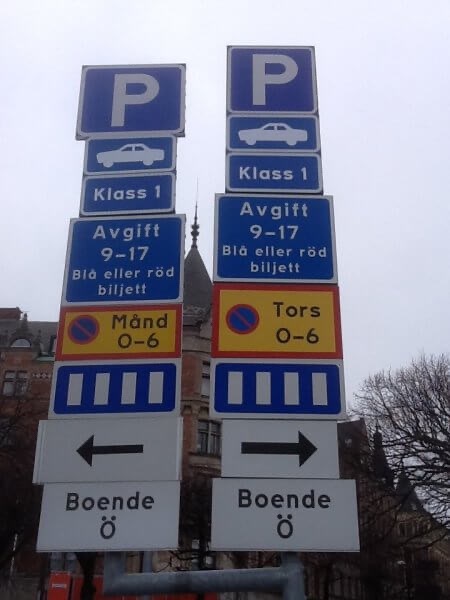 P
Klass 1
Avgift
9-17
Blå eller röd
biljett
Månd
0-6
Boende
Ö
P
Klass 1
Avgift
9-17
Blå eller röd
biljett
Tors
0-6
Boende
Ö